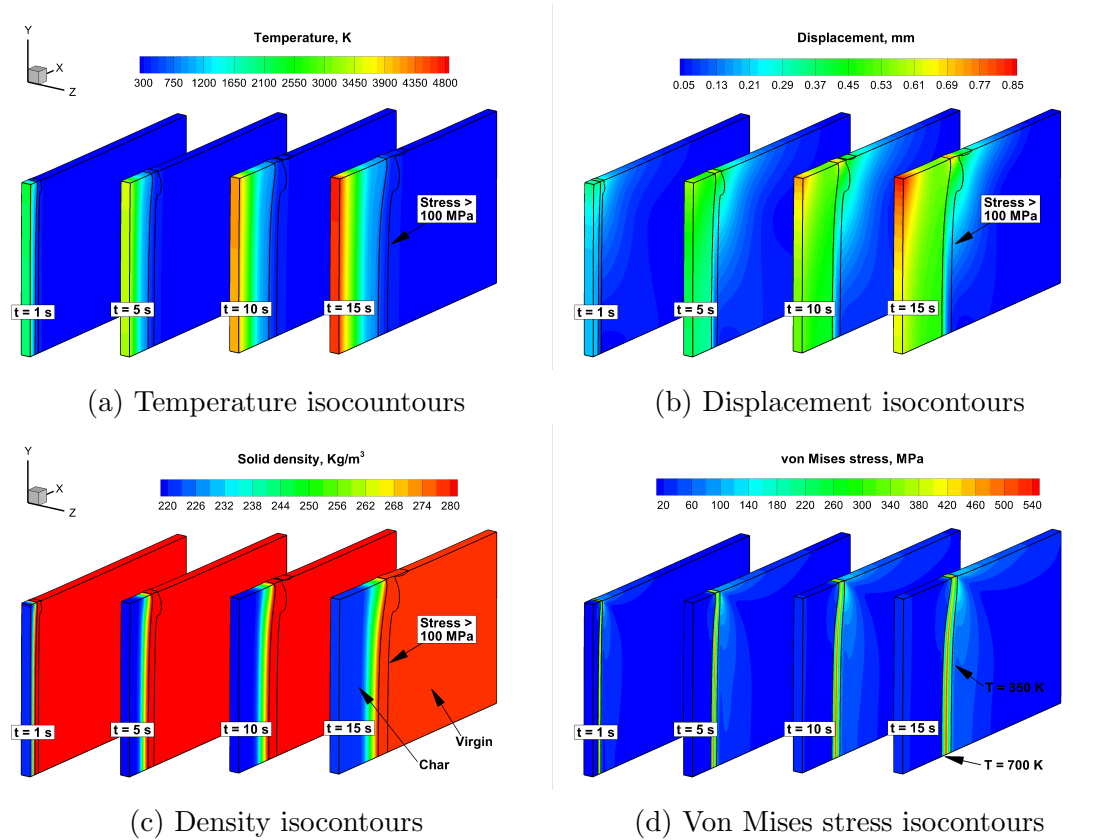 Y
X
Z
Temperature, K
300 750 1200 1650 2100 2550 3000 3450 3900 4800
Stress >
100 MPa
t = 1 s
t = 5 s
t = 10 s
t = 15 s
(a) Temperature isocountours
Displacement, mm
0.05 0.13 0.21 0.29 0.37 0.45 0.53 0.61 0.69 0.77 0.85
Stress >
100 MPa
t = 1 s
t = 5 s
t = 10 s
t = 15 s
(b) Displacement isocontours
Y
X
Z
Solid density, Kg/m³
220 226 232 238 244 250 256 262 268 274 280
Stress >
100 MPa
t = 1 s
t = 5 s
t = 10 s
t = 15 s
Virgin
Char
(c) Density isocontours
von Mises stress, MPa
20 60 100 140 180 220 260 300 340 380 420 460 500 540
T = 350 K
t = 1 s
t = 5 s
t = 10 s
t = 15 s
T = 700 K
(d) Von Mises stress isocontours